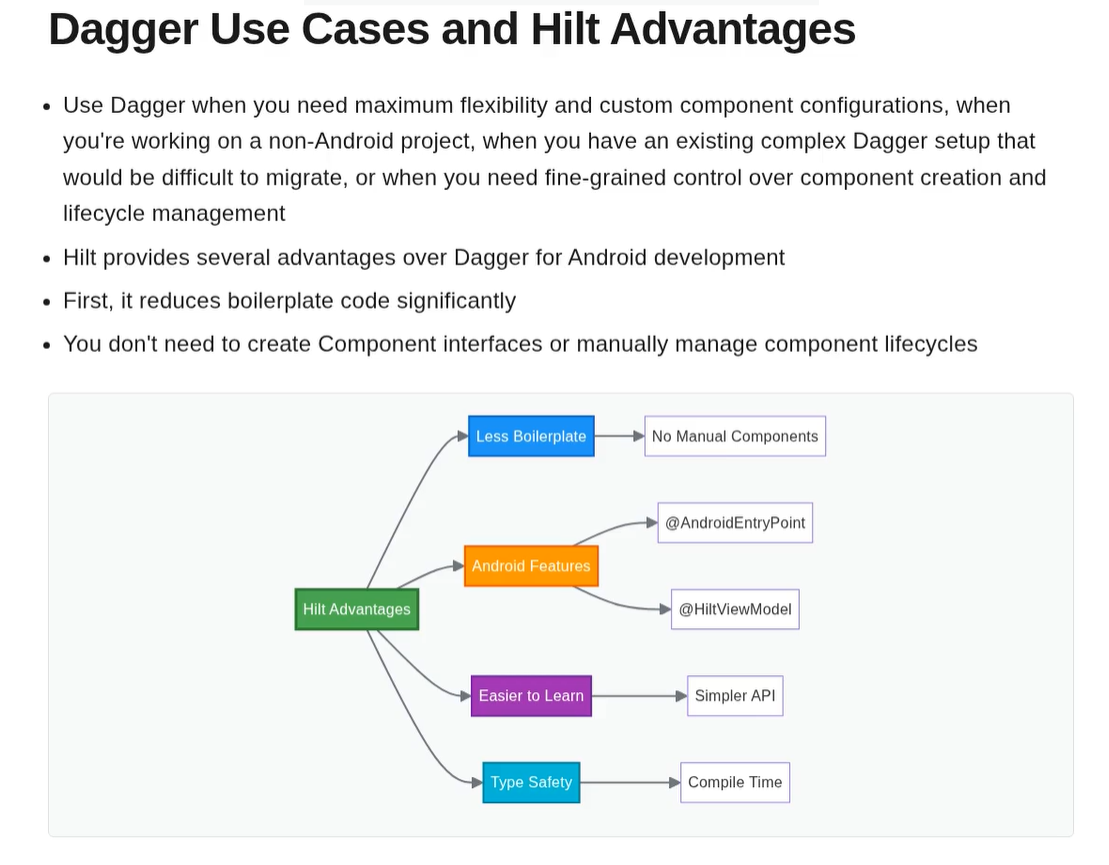 Dagger Use Cases and Hilt Advantages
Use Dagger when you need maximum flexibility and custom component configurations, when
you're working on a non-Android project, when you have an existing complex Dagger setup that
would be difficult to migrate, or when you need fine-grained control over component creation and
lifecycle management
Hilt provides several advantages over Dagger for Android development
First, it reduces boilerplate code significantly
You don't need to create Component interfaces or manually manage component lifecycles
Less Boilerplate
No Manual Components
@AndroidEntryPoint
Android Features
Hilt Advantages
@HiltViewModel
Easier to Learn
Simpler API
Type Safety
Compile Time